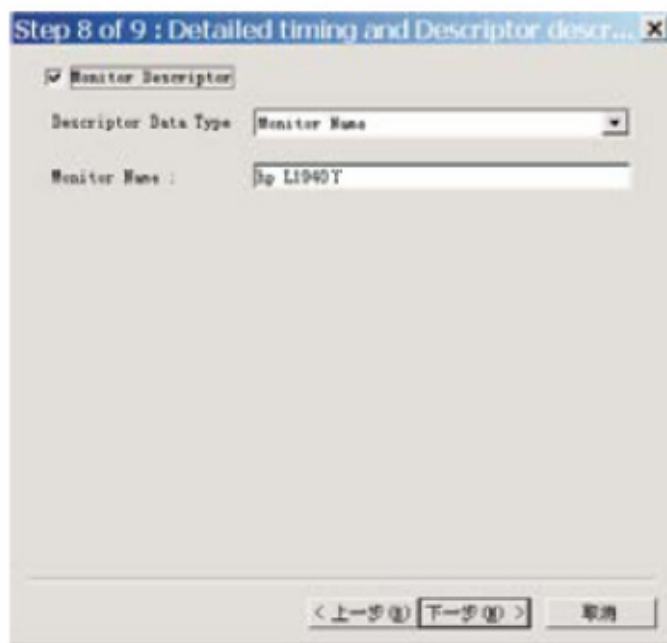 Step 8 of 9 : Detailed timing and Descriptor descr...
Monitor Descriptor
Descriptor Data Type
Monitor Name
Monitor Name :
hp L1940T
< 上一步(B)
下一步(N) >
取消